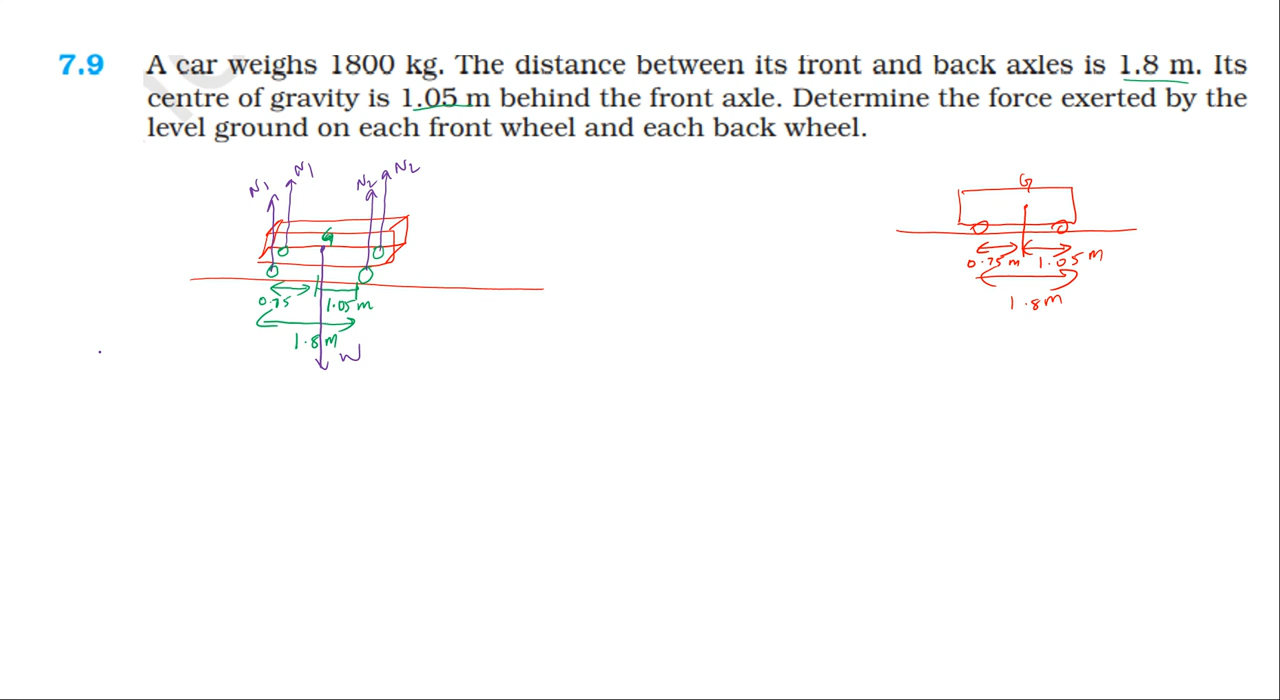 7.9 A car weighs 1800 kg. The distance between its front and back axles is 1.8 m. Its
centre of gravity is 1.05 m behind the front axle. Determine the force exerted by the
level ground on each front wheel and each back wheel.
N1 N1 N2 N2
G
0.75 1.05 m
1.8 m
W
G
0.75 m 1.05 m
1.8 m